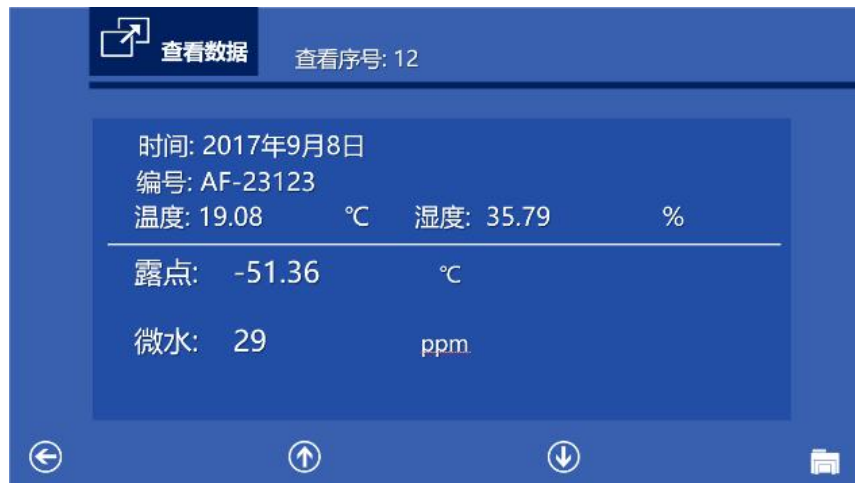 查看数据 查看序号: 12
时间: 2017年9月8日
编号: AF-23123
温度: 19.08 ℃ 湿度: 35.79 %
露点: -51.36 ℃
微水: 29 ppm